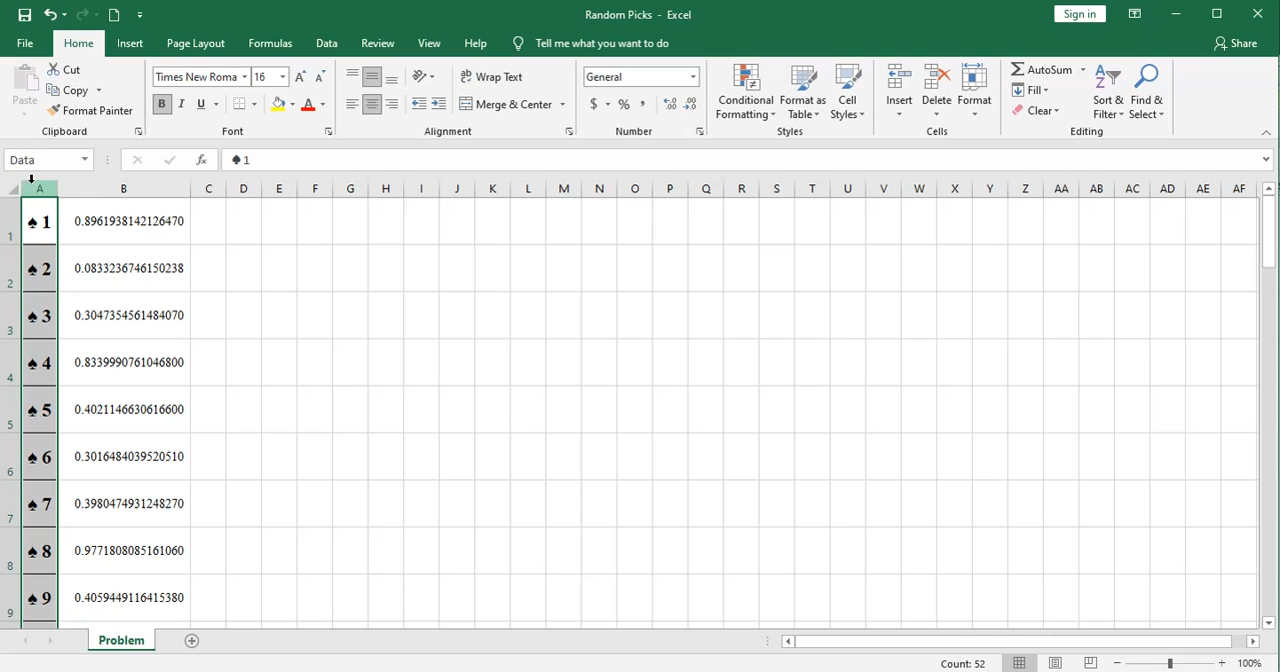 Random Picks - Excel
Sign in
File Home Insert Page Layout Formulas Data Review View Help Tell me what you want to do Share
Paste Cut Copy Format Painter Clipboard
Times New Roma 16 B I U A Font
Wrap Text Merge & Center Alignment
General $ % , Number
Conditional Formatting Format as Table Cell Styles Styles
Insert Delete Format Cells
AutoSum Fill Clear Sort & Filter Find & Select Editing
Data fx ♠ 1
A B C D E F G H I J K L M N O P Q R S T U V W X Y Z AA AB AC AD AE AF
1 ♠ 1 0.8961938142126470
2 ♠ 2 0.0833236746150238
3 ♠ 3 0.3047354561484070
4 ♠ 4 0.8339990761046800
5 ♠ 5 0.4021146630616600
6 ♠ 6 0.3016484039520510
7 ♠ 7 0.3980474931248270
8 ♠ 8 0.9771808085161060
9 ♠ 9 0.4059449116415380
Problem
Count: 52 100%